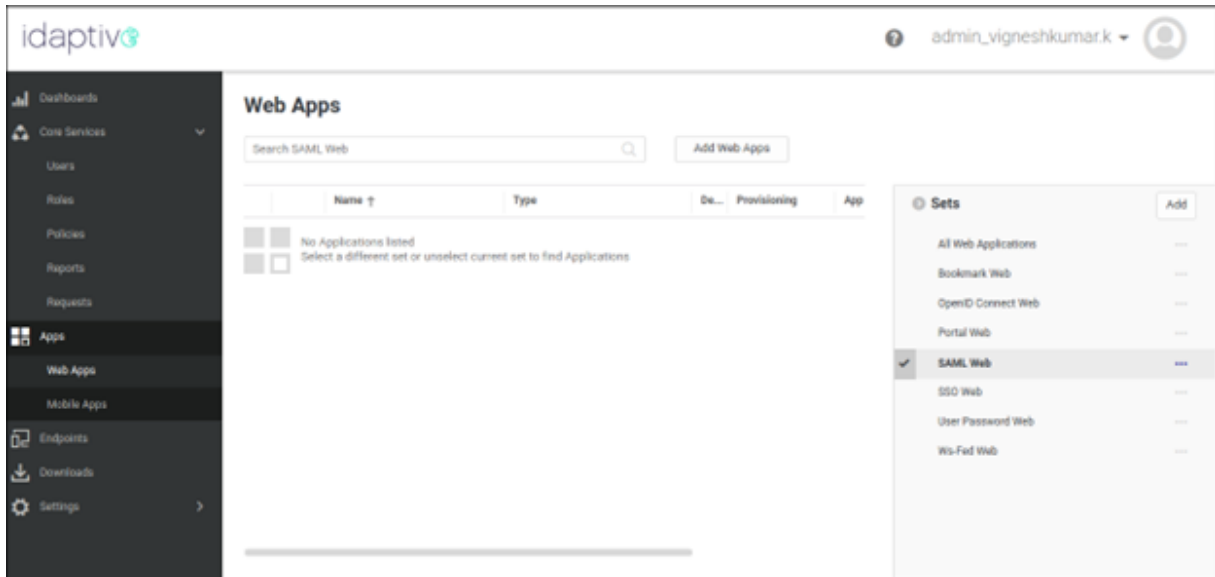 idaptive
admin_vigneshkumar.k
Dashboards
Core Services
Users
Roles
Policies
Reports
Requests
Apps
Web Apps
Mobile Apps
Endpoints
Downloads
Settings
Web Apps
Search SAML Web
Add Web Apps
Name ↑ Type De... Provisioning App
No Applications listed
Select a different set or unselect current set to find Applications
Sets Add
All Web Applications
Bookmark Web
OpenID Connect Web
Portal Web
SAML Web
SSO Web
User Password Web
Ws-Fed Web